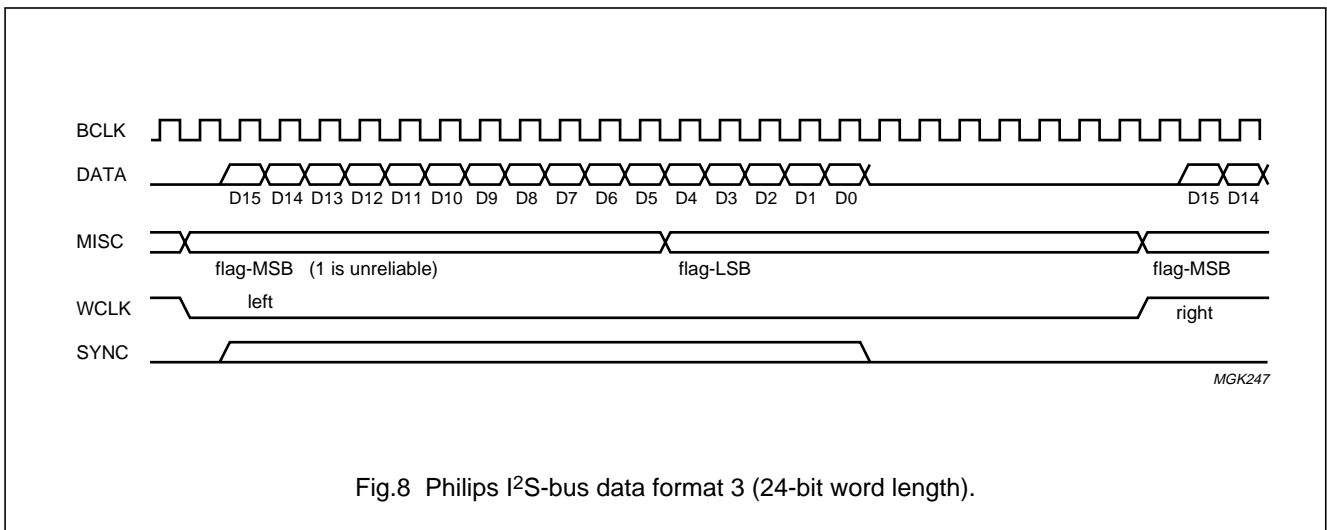 BCLK
DATA
D15 D14 D13 D12 D11 D10 D9 D8 D7 D6 D5 D4 D3 D2 D1 D0 D15 D14
MISC
flag-MSB (1 is unreliable) flag-LSB flag-MSB
left
WCLK
right
SYNC
MGK247
Fig.8 Philips I²S-bus data format 3 (24-bit word length).